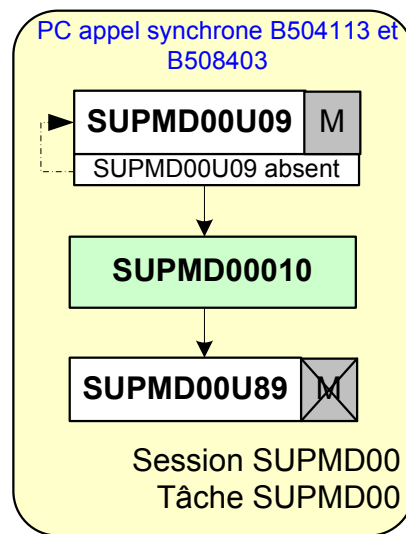 PC appel synchrone B504113 et
B508403
SUPMD00U09 M
SUPMD00U09 absent
SUPMD00010
SUPMD00U89 M
Session SUPMD00
Tâche SUPMD00